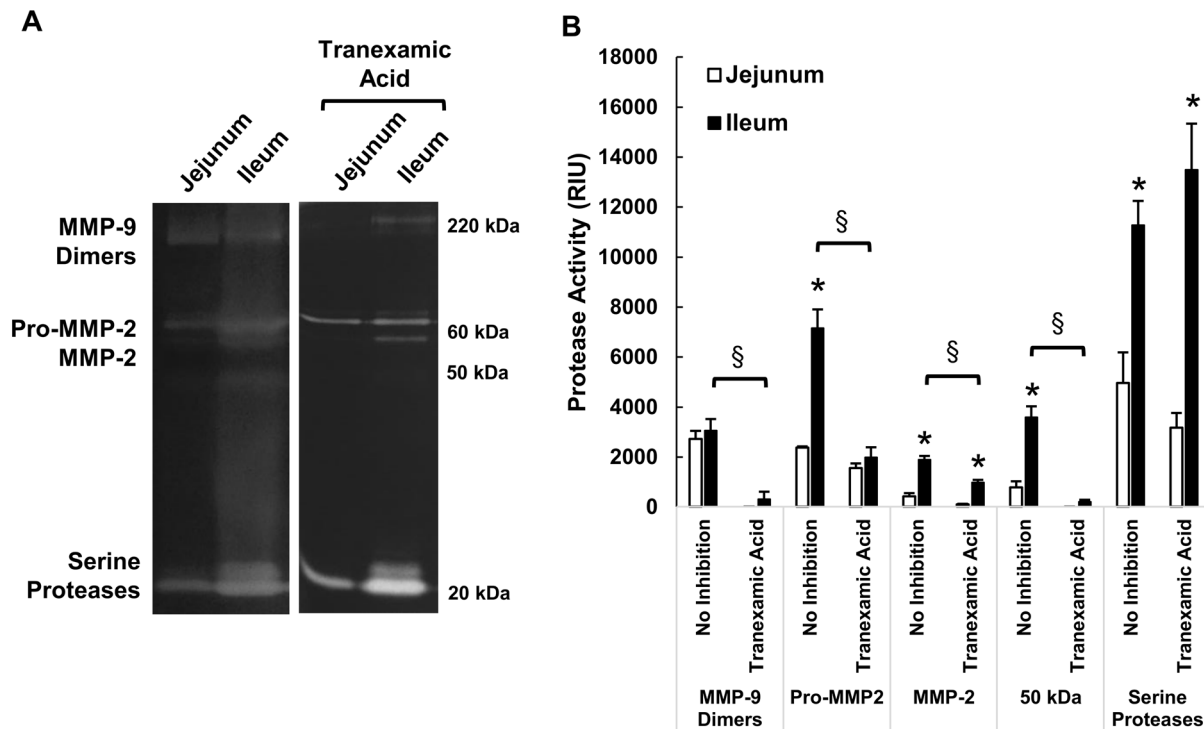 A
Tranexamic
Acid
Jejunum
Ileum
Jejunum
Ileum
MMP-9
Dimers
Pro-MMP-2
MMP-2
Serine
Proteases
220 kDa
60 kDa
50 kDa
20 kDa
B
Protease Activity (RIU)
18000
16000
14000
12000
10000
8000
6000
4000
2000
0
Jejunum
Ileum
§
*
§
*
§
*
*
§
*
*
No Inhibition
Tranexamic Acid
No Inhibition
Tranexamic Acid
No Inhibition
Tranexamic Acid
No Inhibition
Tranexamic Acid
No Inhibition
Tranexamic Acid
MMP-9
Dimers
Pro-MMP2
MMP-2
50 kDa
Serine
Proteases